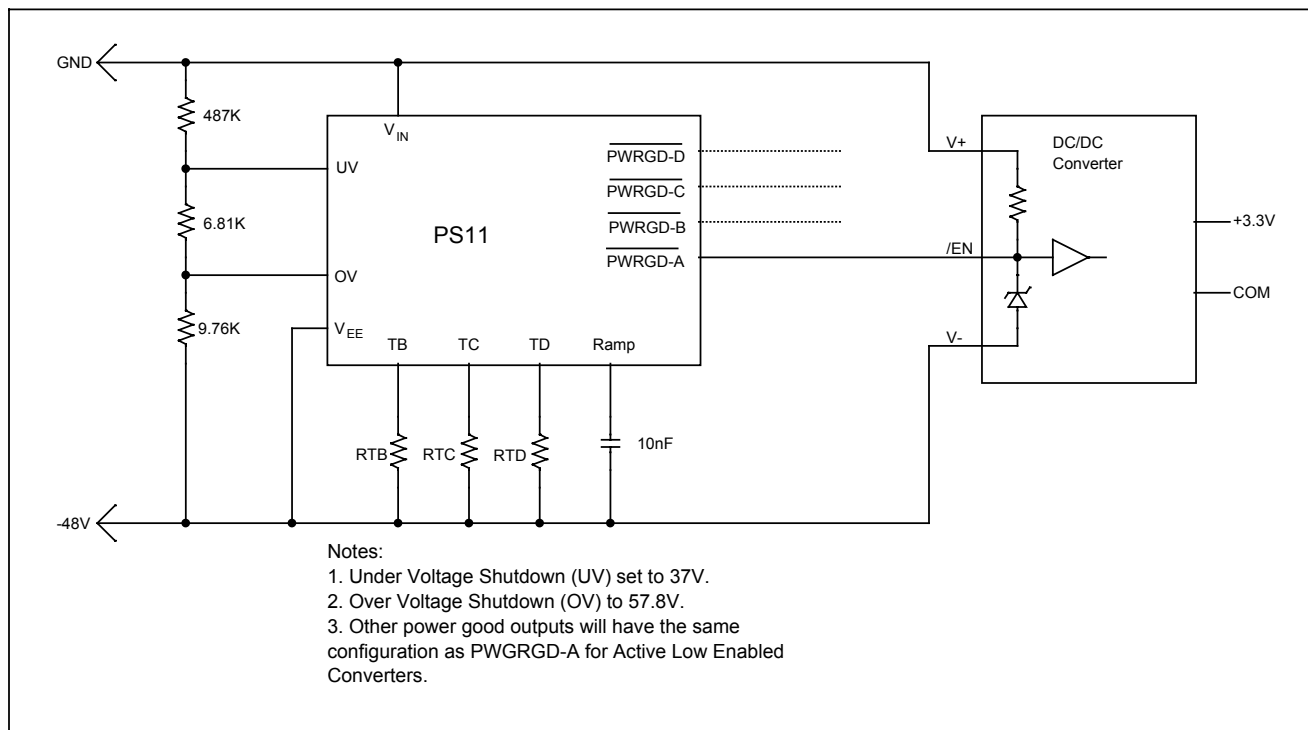 GND
487K
VIN
UV
6.81K
PS11
OV
9.76K
VEE
TB TC TD Ramp
PWRGD-D
PWRGD-C
PWRGD-B
PWRGD-A
RTB RTC RTD 10nF
V+
DC/DC
Converter
/EN
V-
+3.3V
COM
-48V
Notes:
1. Under Voltage Shutdown (UV) set to 37V.
2. Over Voltage Shutdown (OV) to 57.8V.
3. Other power good outputs will have the same
configuration as PWGRGD-A for Active Low Enabled
Converters.